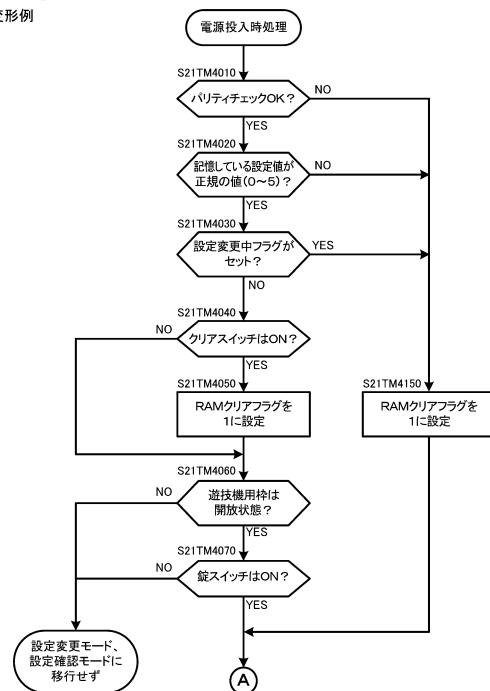 変形例
電源投入時処理
S21TM4010
パリティチェックOK?
NO
YES
S21TM4020
記憶している設定値が
正規の値(0~5)?
NO
YES
S21TM4030
設定変更中フラグが
セット?
YES
NO
S21TM4040
クリアスイッチはON?
NO
YES
S21TM4050
RAMクリアフラグを
1に設定
S21TM4150
RAMクリアフラグを
1に設定
S21TM4060
遊技機用枠は
開放状態?
NO
YES
S21TM4070
錠スイッチはON?
NO
YES
設定変更モード、
設定確認モードに
移行せず
A